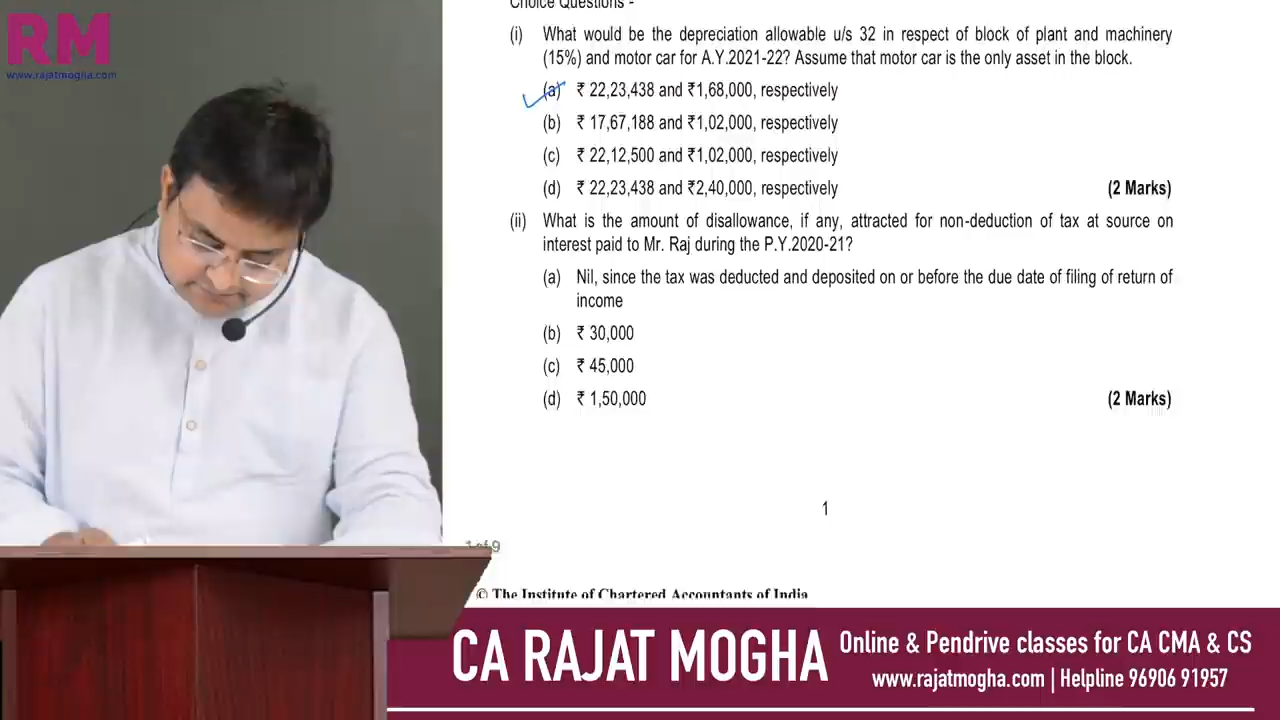 RM
www.rajatmogha.com
Choice Questions -
(i) What would be the depreciation allowable u/s 32 in respect of block of plant and machinery
(15%) and motor car for A.Y.2021-22? Assume that motor car is the only asset in the block.
(a) ₹ 22,23,438 and ₹1,68,000, respectively
(b) ₹ 17,67,188 and ₹1,02,000, respectively
(c) ₹ 22,12,500 and ₹1,02,000, respectively
(d) ₹ 22,23,438 and ₹2,40,000, respectively (2 Marks)
(ii) What is the amount of disallowance, if any, attracted for non-deduction of tax at source on
interest paid to Mr. Raj during the P.Y.2020-21?
(a) Nil, since the tax was deducted and deposited on or before the due date of filing of return of
income
(b) ₹ 30,000
(c) ₹ 45,000
(d) ₹ 1,50,000 (2 Marks)
1
1 of 9
© The Institute of Chartered Accountants of India
CA RAJAT MOGHA
Online & Pendrive classes for CA CMA & CS
www.rajatmogha.com | Helpline 96906 91957